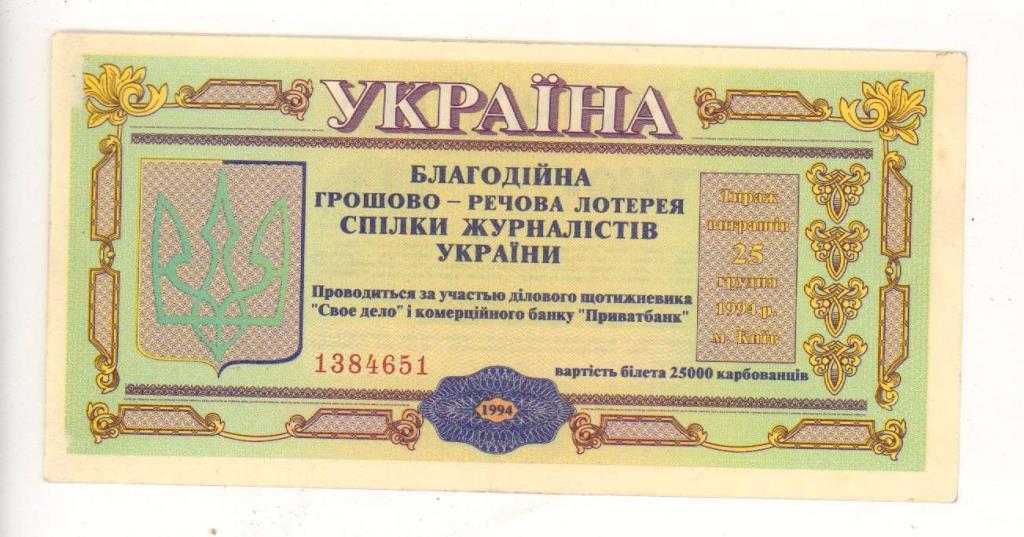 УКРАЇНА
БЛАГОДІЙНА
ГРОШОВО – РЕЧОВА ЛОТЕРЕЯ
СПІЛКИ ЖУРНАЛІСТІВ
УКРАЇНИ
Проводиться за участью ділового щотижневика
"Свое дело" і комерційного банку "Приватбанк"
1384651
Тираж
виграшів
25
грудня
1994 р.
м. Київ
вартість білета 25000 карбованців
1994